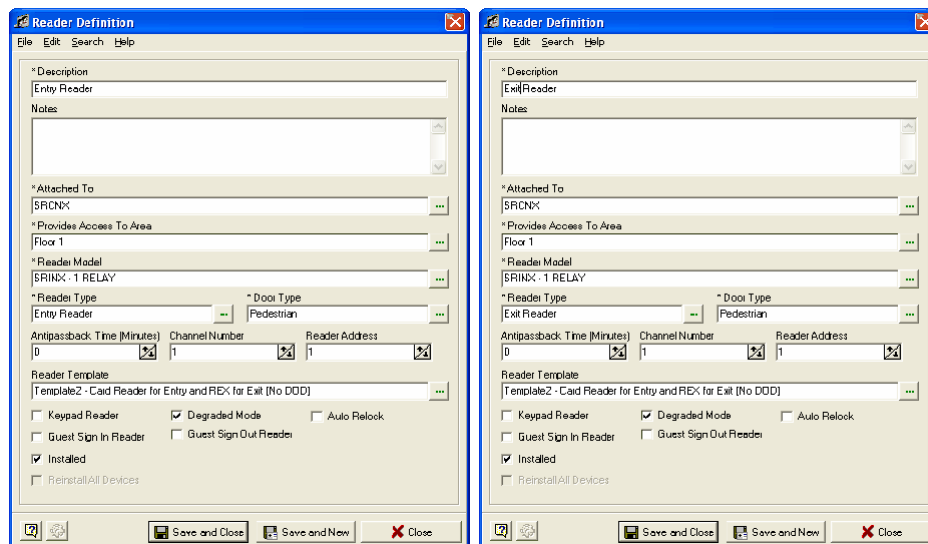 Reader Definition
File Edit Search Help
*Description
Entry Reader
Notes
*Attached To
SRCNX
*Provides Access To Area
Floor 1
*Reader Model
SRINX - 1 RELAY
*Reader Type *Door Type
Entry Reader Pedestrian
Antipassback Time (Minutes) Channel Number Reader Address
0 1 1
Reader Template
Template2 - Card Reader for Entry and REX for Exit [No DOD]
Keypad Reader Degraded Mode Auto Relock
Guest Sign In Reader Guest Sign Out Reader
Installed
Reinstall All Devices
Save and Close Save and New Close
Reader Definition
File Edit Search Help
*Description
Exit Reader
Notes
*Attached To
SRCNX
*Provides Access To Area
Floor 1
*Reader Model
SRINX - 1 RELAY
*Reader Type *Door Type
Exit Reader Pedestrian
Antipassback Time (Minutes) Channel Number Reader Address
0 1 1
Reader Template
Template2 - Card Reader for Entry and REX for Exit [No DOD]
Keypad Reader Degraded Mode Auto Relock
Guest Sign In Reader Guest Sign Out Reader
Installed
Reinstall All Devices
Save and Close Save and New Close